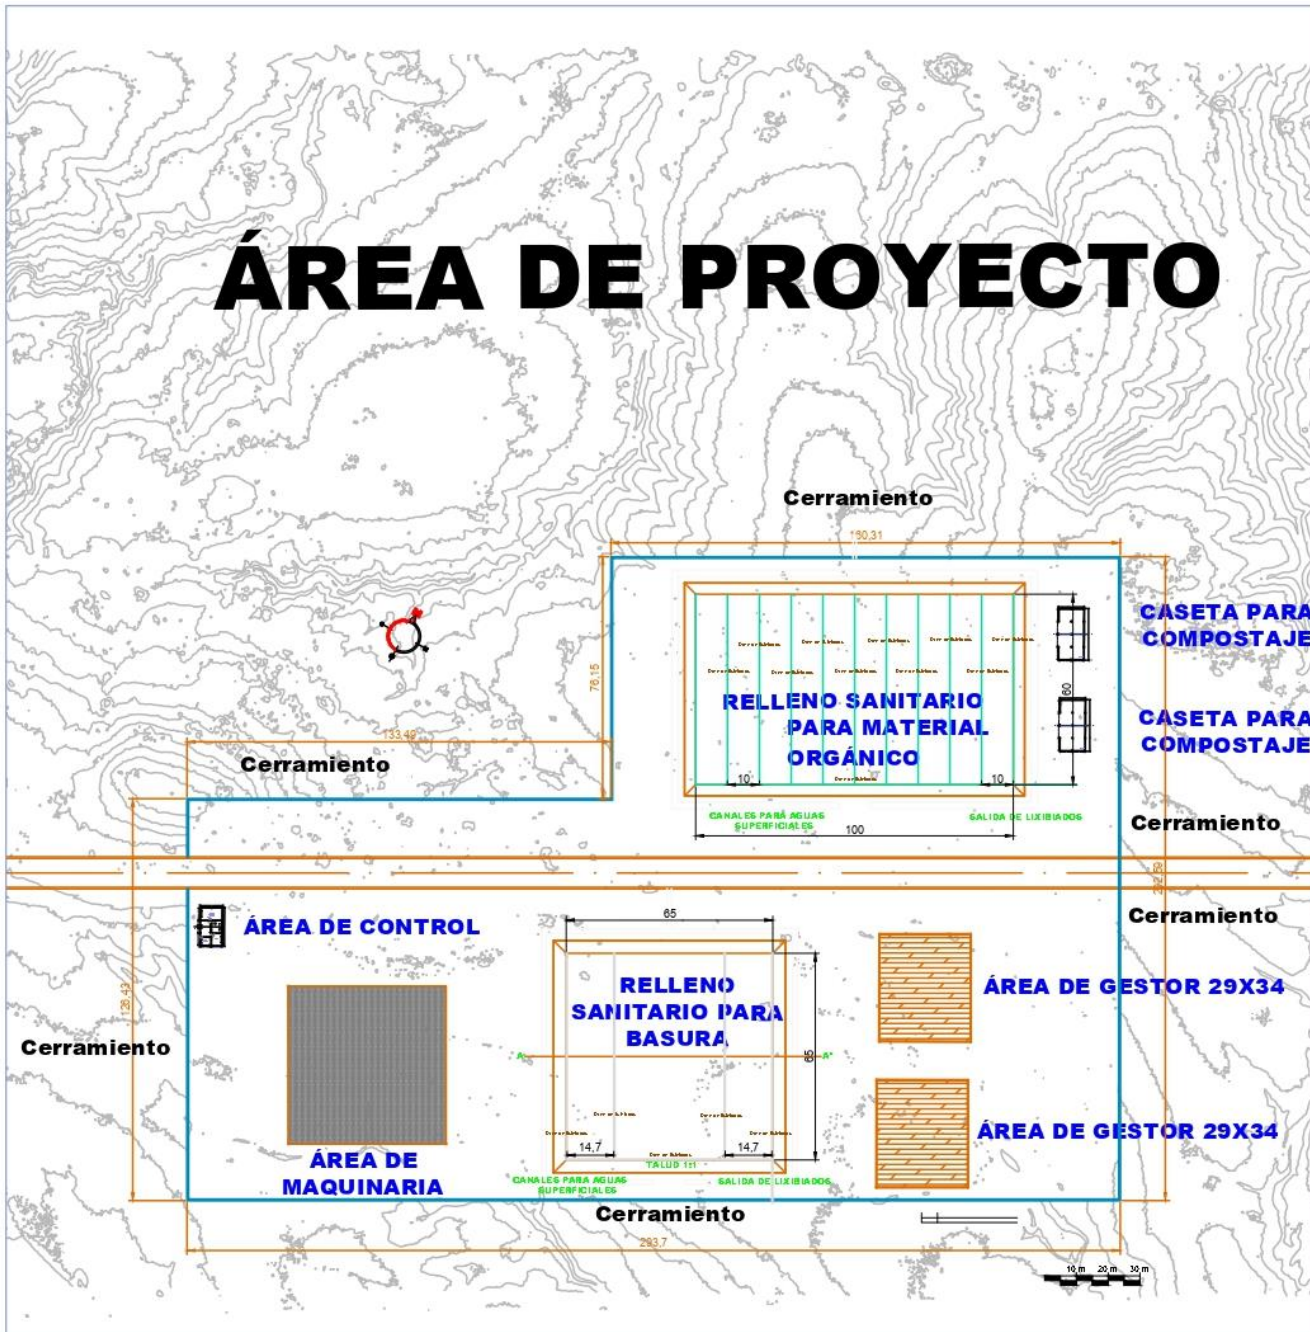 ÁREA DE PROYECTO
Cerramiento
160,31
CASETA PARA
COMPOSTAJE
76,15
RELLENO SANITARIO
PARA MATERIAL
ORGÁNICO
60
CASETA PARA
COMPOSTAJE
133,49
Cerramiento
10
10
CANALES PARA AGUAS
SUPERFICIALES
SALIDA DE LIXIBIADOS
100
Cerramiento
202,59
Cerramiento
ÁREA DE CONTROL
65
RELLENO
SANITARIO PARA
BASURA
ÁREA DE GESTOR 29X34
126,43
Cerramiento
A
A'
65
14,7
14,7
TALUD 1:1
ÁREA DE GESTOR 29X34
ÁREA DE
MAQUINARIA
CANALES PARA AGUAS
SUPERFICIALES
SALIDA DE LIXIBIADOS
Cerramiento
293,7
10 m 20 m 30 m